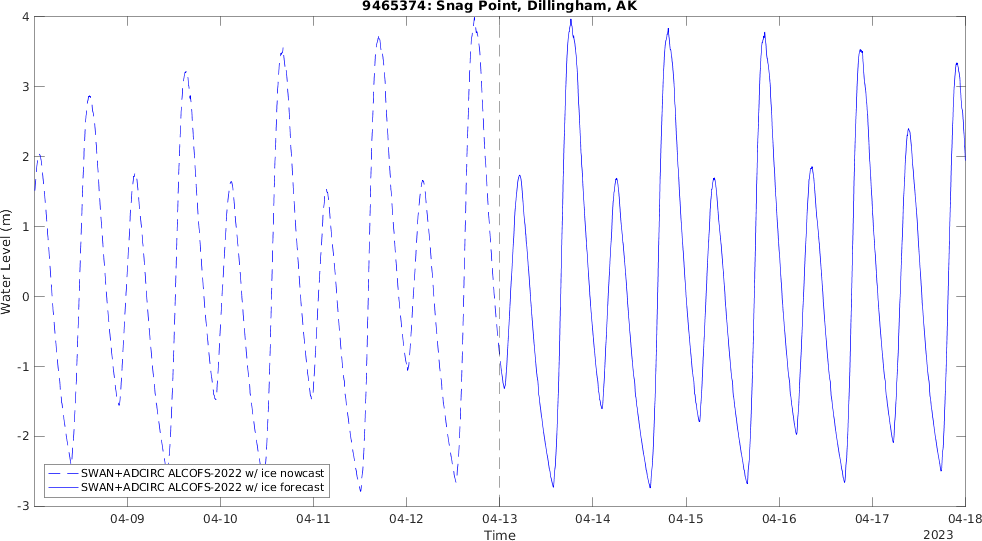 9465374: Snag Point, Dillingham, AK
Water Level (m)
4
3
2
1
0
-1
-2
-3
SWAN+ADCIRC ALCOFS-2022 w/ ice nowcast
SWAN+ADCIRC ALCOFS-2022 w/ ice forecast
04-09 04-10 04-11 04-12 04-13 04-14 04-15 04-16 04-17 04-18
Time
2023